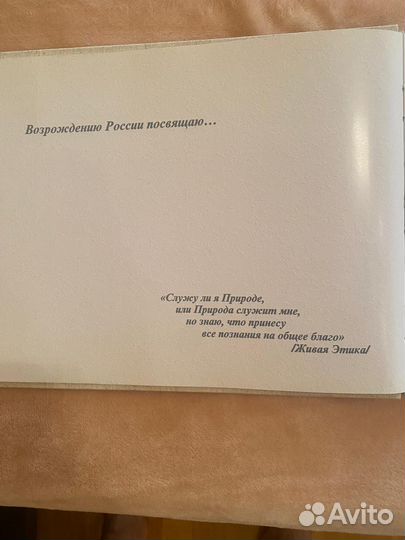 Возрождению России посвящаю…
«Служу ли я Природе,
или Природа служит мне,
но знаю, что принесу
все познания на общее благо»
/Живая Этика/
Avito